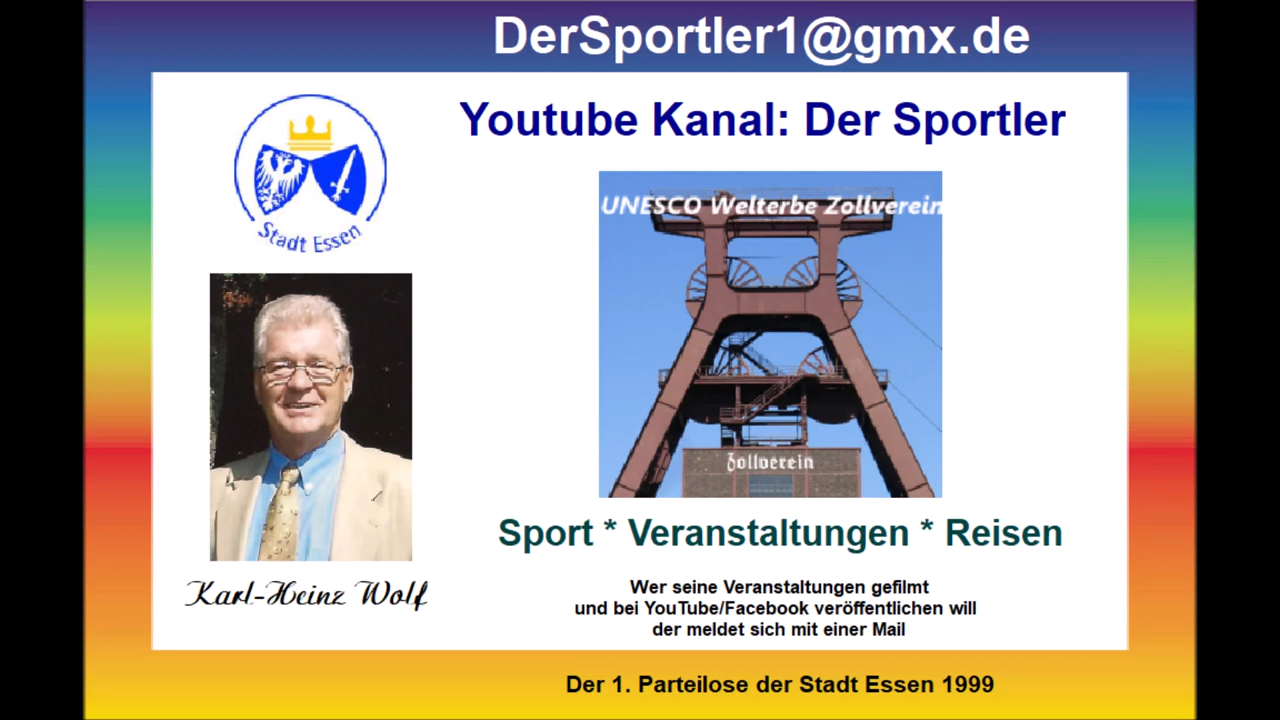 DerSportler1@gmx.de
Youtube Kanal: Der Sportler
Stadt Essen
UNESCO Welterbe Zollverein
Zollverein
Karl-Heinz Wolf
Sport * Veranstaltungen * Reisen
Wer seine Veranstaltungen gefilmt
und bei YouTube/Facebook veröffentlichen will
der meldet sich mit einer Mail
Der 1. Parteilose der Stadt Essen 1999